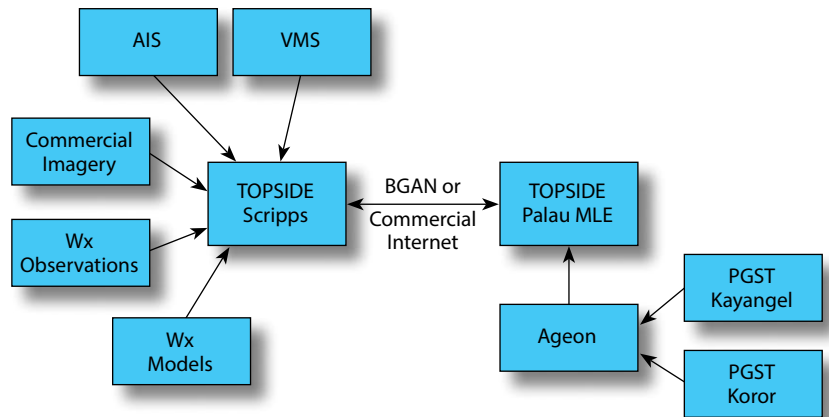 AIS
VMS
Commercial
Imagery
TOPSIDE
Scripps
BGAN or
Commercial
Internet
TOPSIDE
Palau MLE
Wx
Observations
Wx
Models
Ageon
PGST
Kayangel
PGST
Koror